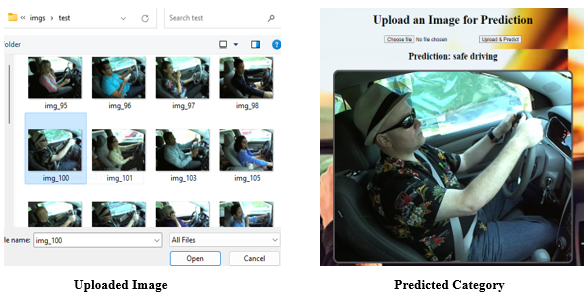 imgs > test
Search test
folder
img_95
img_96
img_97
img_98
img_100
img_101
img_103
img_105
le name:
img_100
All Files
Open
Cancel
Uploaded Image
Upload an Image for Prediction
Choose file No file chosen
Upload & Predict
Prediction: safe driving
Predicted Category